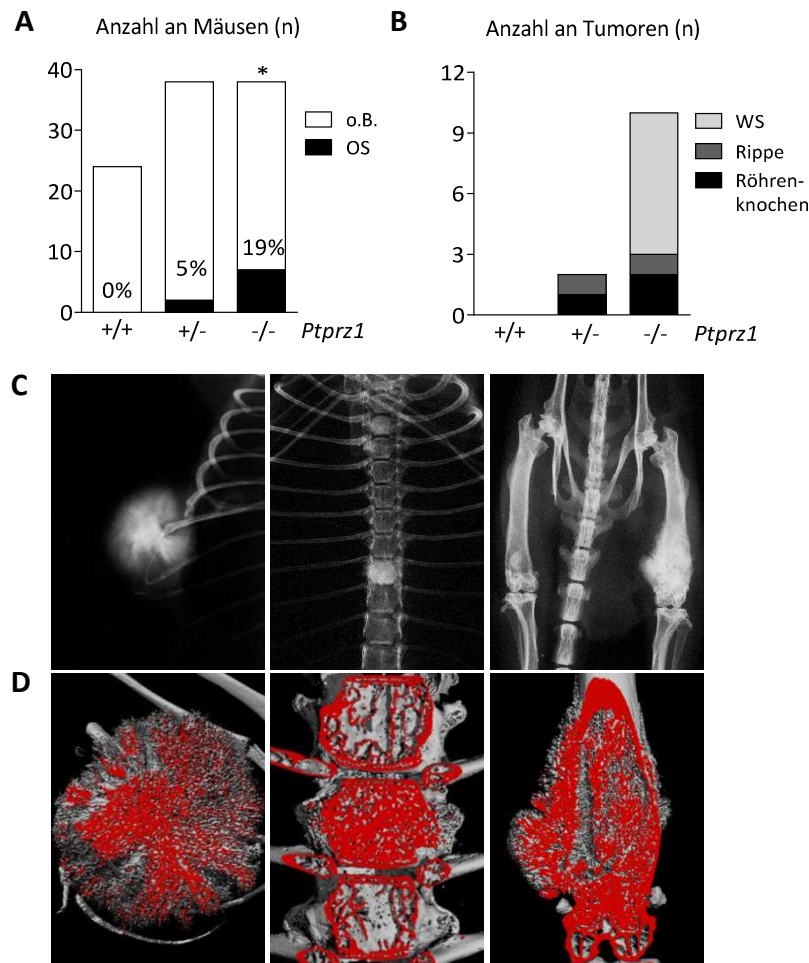 A
Anzahl an Mäusen (n)
40
30
20
10
0
*
0%
5%
19%
+/+
+/-
-/-
Ptprz1
o.B.
OS
B
Anzahl an Tumoren (n)
12
9
6
3
0
+/+
+/-
-/-
Ptprz1
WS
Rippe
Röhren-
knochen
C
D